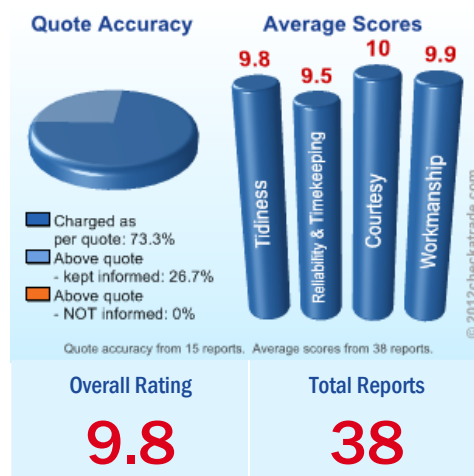 Quote Accuracy
Average Scores
9.8
9.5
10
9.9
Tidiness
Reliability & Timekeeping
Courtesy
Workmanship
Charged as
per quote: 73.3%
Above quote
- kept informed: 26.7%
Above quote
- NOT informed: 0%
© 2012checkatrade.com
Quote accuracy from 15 reports. Average scores from 38 reports.
Overall Rating
9.8
Total Reports
38